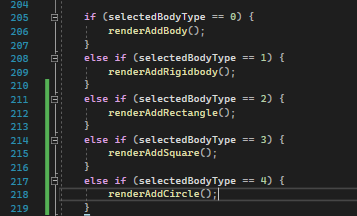 204
205 if (selectedBodyType == 0) {
206 renderAddBody();
207 }
208 else if (selectedBodyType == 1) {
209 renderAddRigidbody();
210 }
211 else if (selectedBodyType == 2) {
212 renderAddRectangle();
213 }
214 else if (selectedBodyType == 3) {
215 renderAddSquare();
216 }
217 else if (selectedBodyType == 4) {
218 renderAddCircle();
219 }